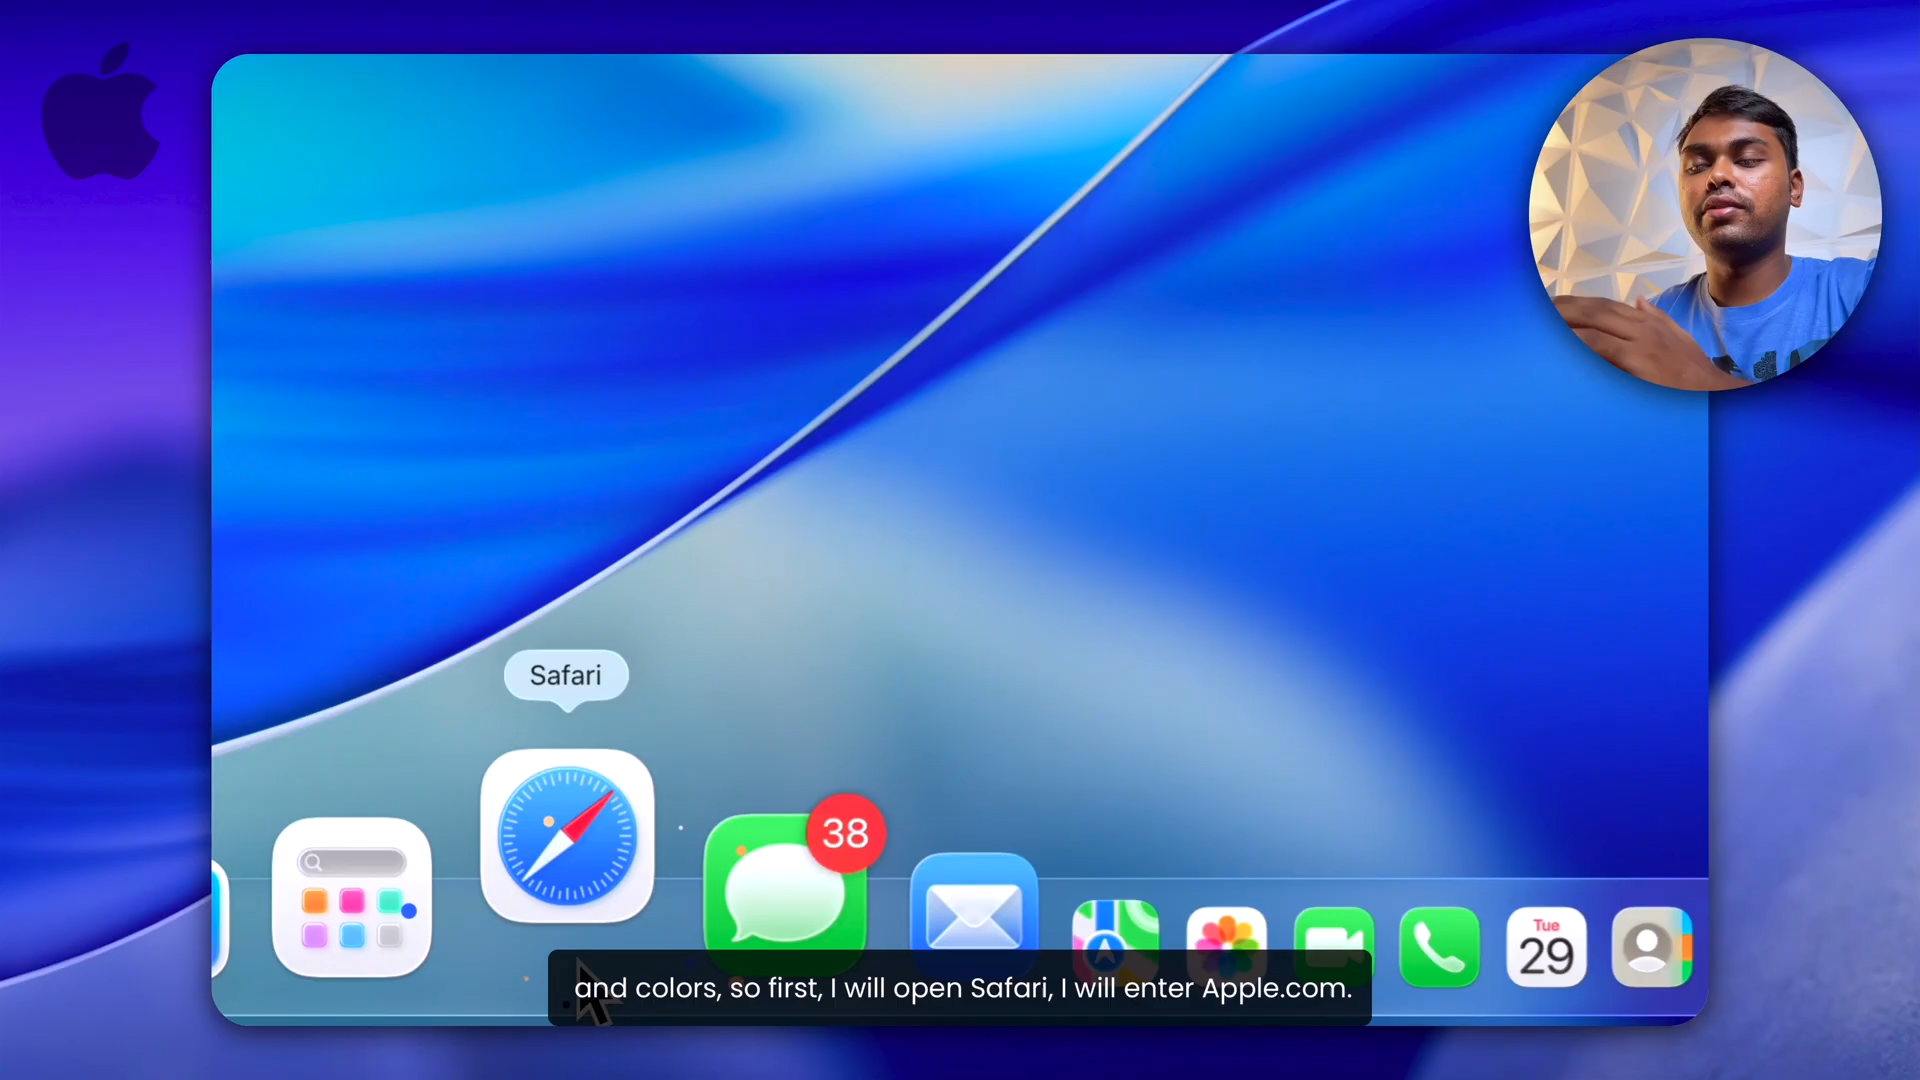 Safari
38
Tue
29
and colors, so first, I will open Safari, I will enter Apple.com.